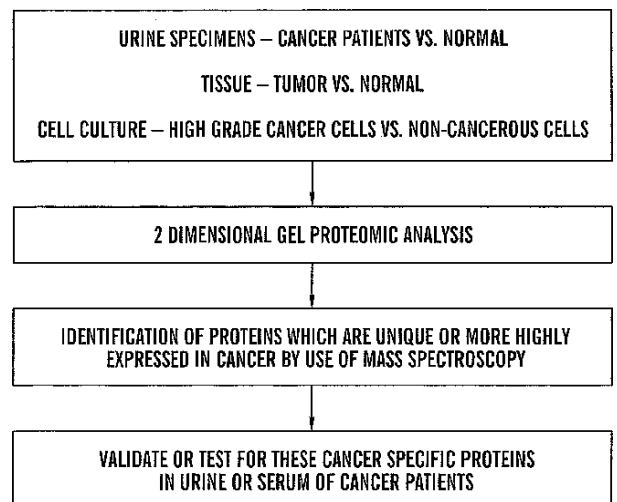 URINE SPECIMENS – CANCER PATIENTS VS. NORMAL
TISSUE – TUMOR VS. NORMAL
CELL CULTURE – HIGH GRADE CANCER CELLS VS. NON-CANCEROUS CELLS
2 DIMENSIONAL GEL PROTEOMIC ANALYSIS
IDENTIFICATION OF PROTEINS WHICH ARE UNIQUE OR MORE HIGHLY
EXPRESSED IN CANCER BY USE OF MASS SPECTROSCOPY
VALIDATE OR TEST FOR THESE CANCER SPECIFIC PROTEINS
IN URINE OR SERUM OF CANCER PATIENTS